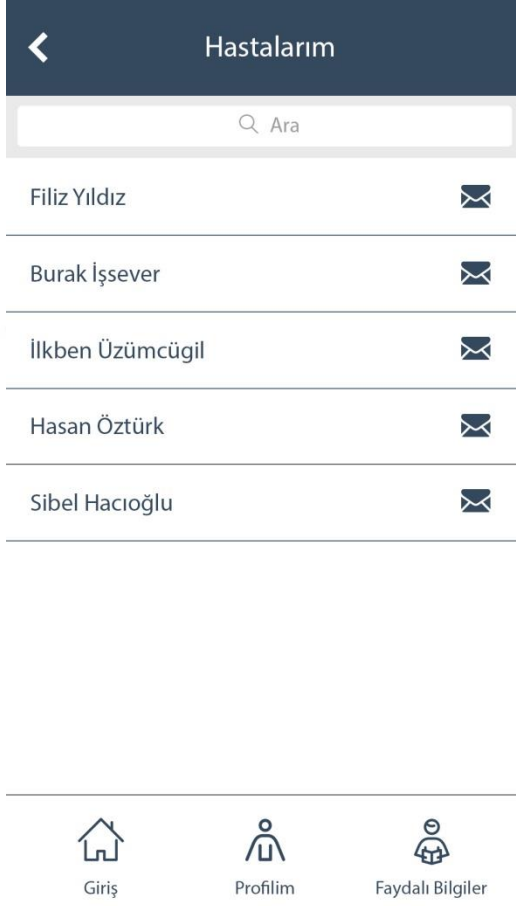 Hastalarım
Ara
Filiz Yıldız
Burak İşsever
İlkben Üzümcügil
Hasan Öztürk
Sibel Hacıoğlu
Giriş Profilim Faydalı Bilgiler